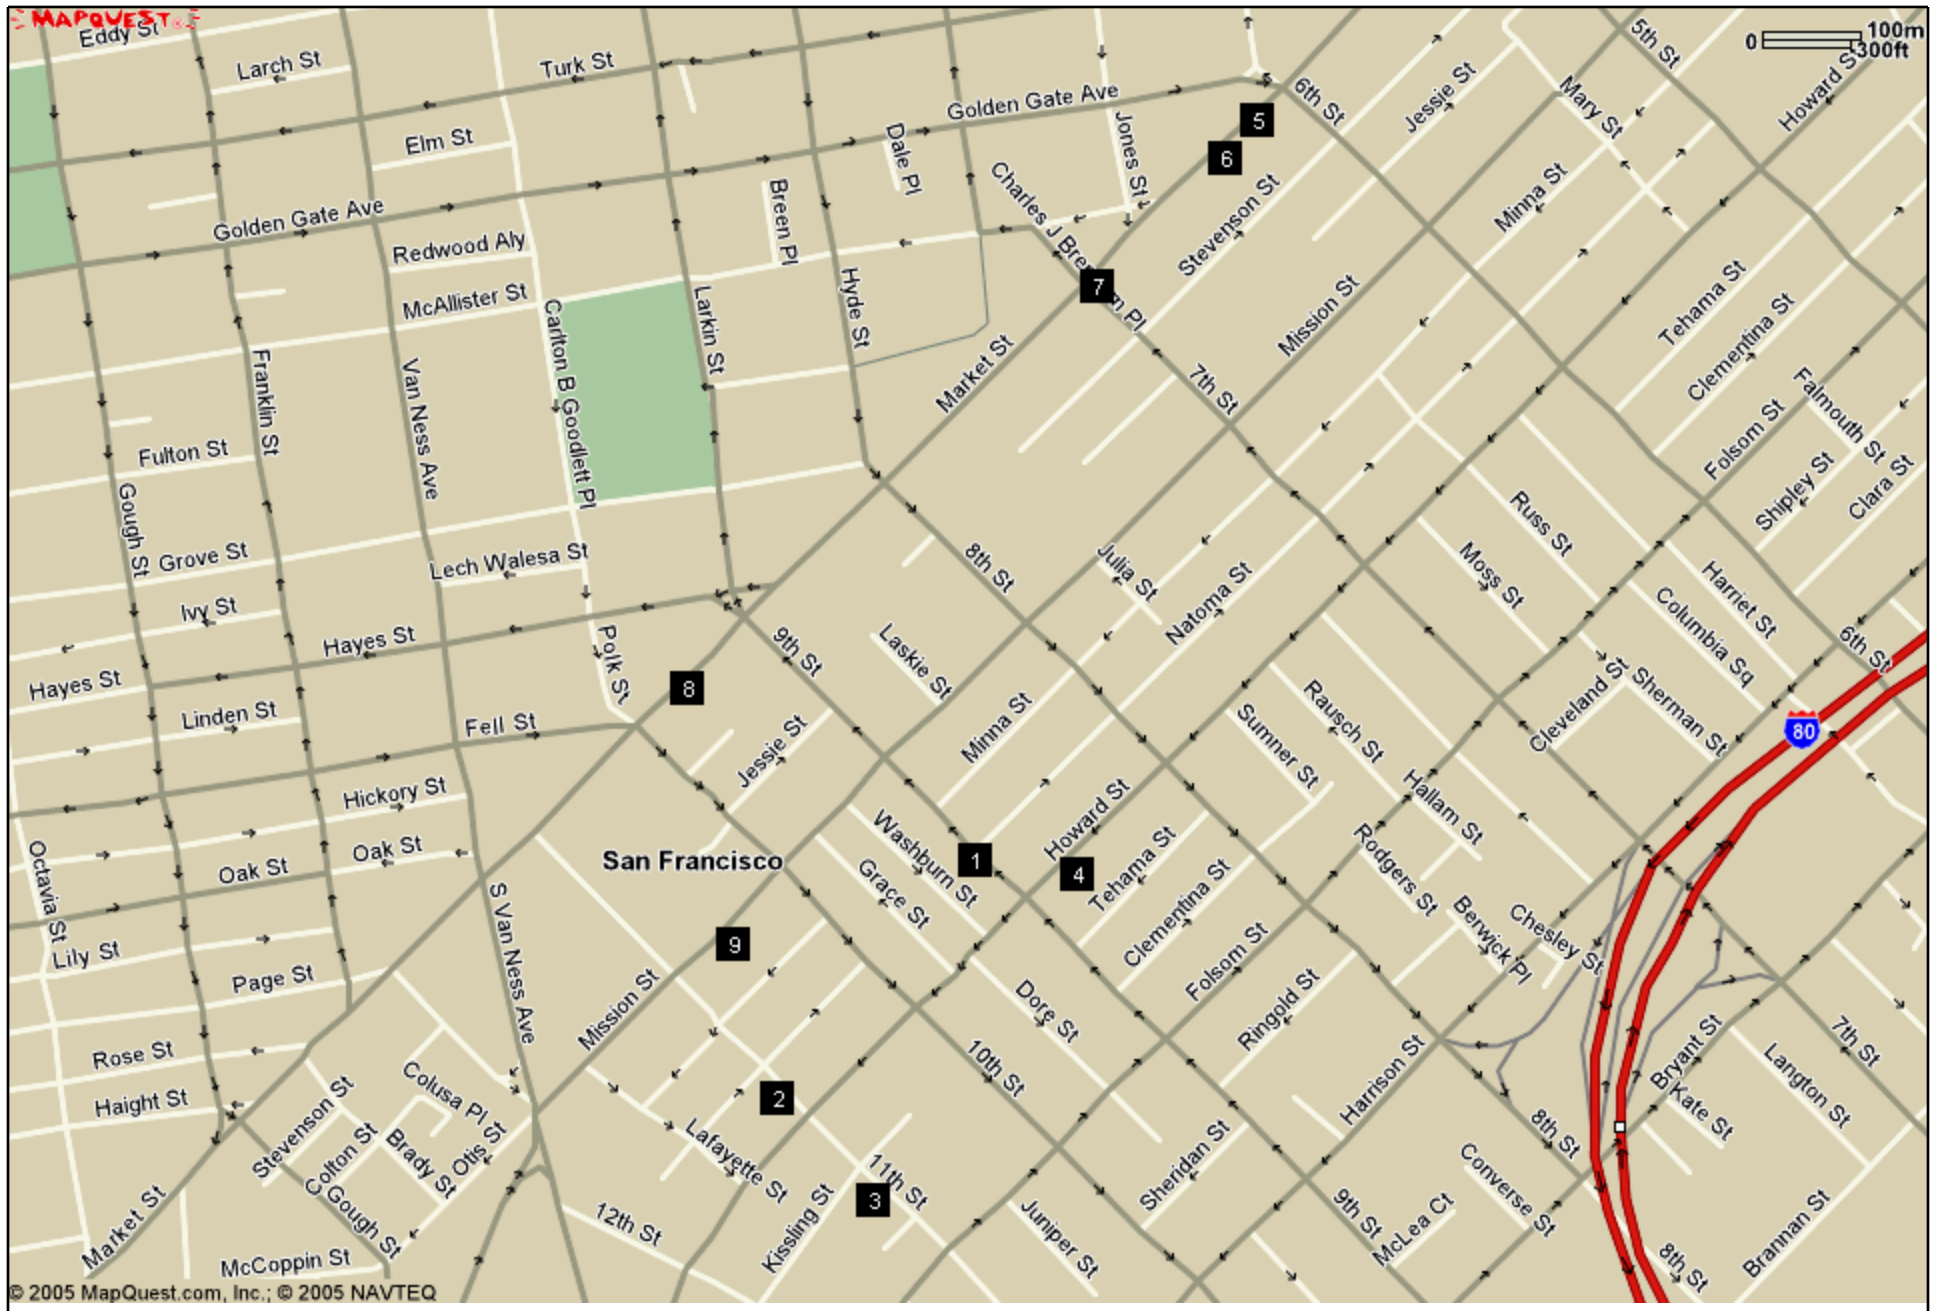 MAPQUEST
Eddy St
Larch St
Turk St
5th St
0 100m
300ft
Howard St
Elm St
Golden Gate Ave
6th St
Jessie St
Mary St
Dale Pl
Jones St
5
6
Charles J Bre
m Pl
Breen Pl
Stevenson St
Minna St
Golden Gate Ave
Redwood Aly
McAllister St
Carlton B Goodlett Pl
Larkin St
Hyde St
7
Mission St
Tehama St
Clementina St
Franklin St
Van Ness Ave
Market St
7th St
Falmouth St
Folsom St
Shipley St
Clara St
Fulton St
Gough St
Grove St
Lech Walesa St
8th St
Julia St
Natoma St
Russ St
Moss St
Harriet St
Columbia Sq
6th St
Ivy St
Hayes St
Polk St
9th St
Laskie St
Hayes St
8
Linden St
Fell St
Jessie St
Minna St
Rausch St
Sumner St
Cleveland St
Sherman St
80
Hickory St
Oak St
Oak St
Octavia St
San Francisco
Washburn St
Grace St
1
Howard St
4
Tehama St
Clementina St
Hallam St
Rodgers St
Berwick Pl
Chesley St
S Van Ness Ave
9
Lily St
Page St
Mission St
Dore St
Folsom St
Ringold St
Rose St
Haight St
Stevenson St
Colusa Pl
Colton St
Brady St
Otis St
Gough St
10th St
Harrison St
Bryant St
Kate St
Langton St
7th St
2
Lafayette St
11th St
3
Kissling St
Sheridan St
8th St
Converse St
McLea Ct
9th St
Juniper St
12th St
Market St
McCoppin St
8th St
Brannan St
© 2005 MapQuest.com, Inc.; © 2005 NAVTEQ